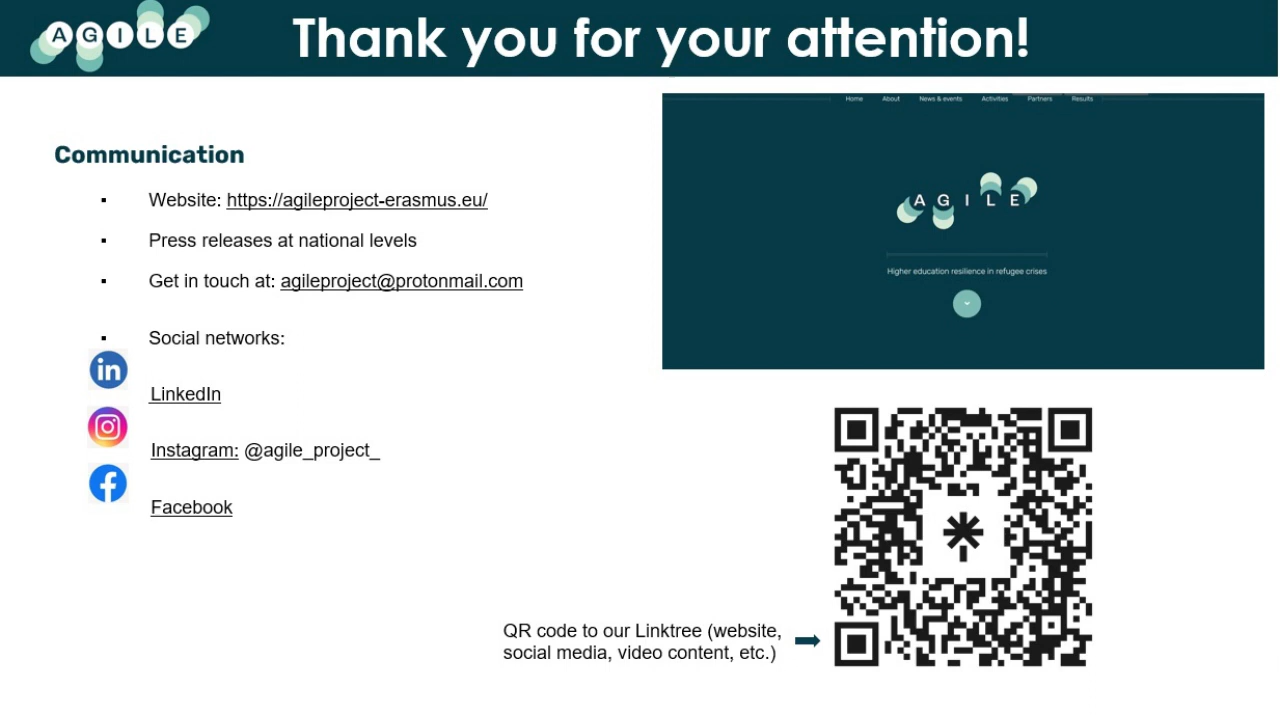 AGILE
Thank you for your attention!
Communication
▪ Website: https://agileproject-erasmus.eu/
▪ Press releases at national levels
▪ Get in touch at: agileproject@protonmail.com
▪ Social networks:
in
LinkedIn
Instagram: @agile_project_
Facebook
Home About News & events Activities Partners Results
AGILE
Higher education resilience in refugee crises
QR code to our Linktree (website,
social media, video content, etc.)